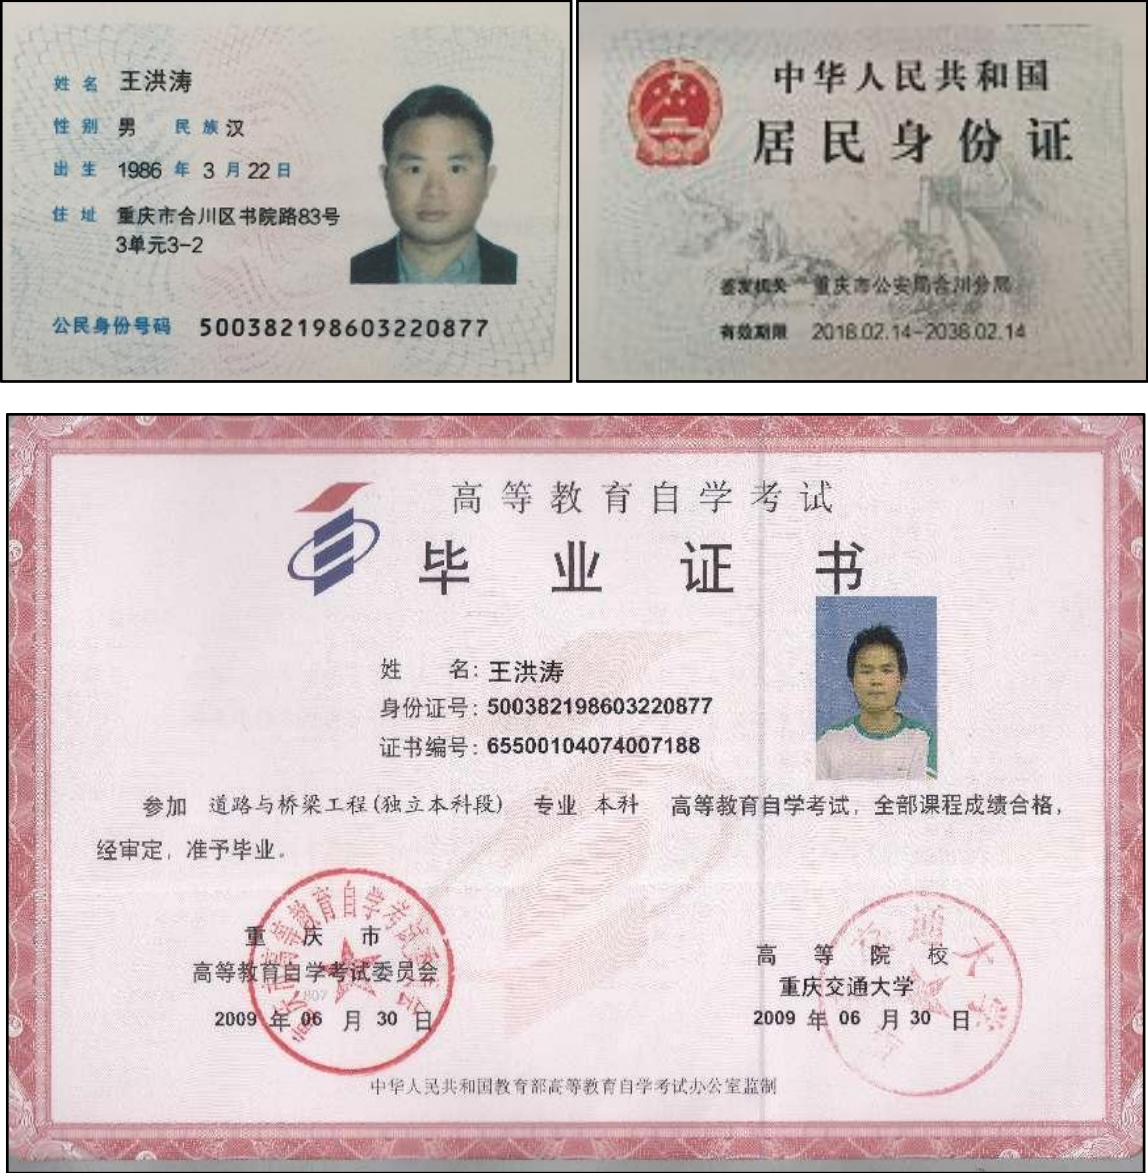 姓名 王洪涛
性别 男 民族 汉
出生 1986 年 3 月 22 日
住址 重庆市合川区书院路83号
3单元3-2
公民身份号码 500382198603220877
中华人民共和国
居民身份证
签发机关 重庆市公安局合川分局
有效期限 2018.02.14-2038.02.14
高等教育自学考试
毕业证书
姓 名: 王洪涛
身份证号: 500382198603220877
证书编号: 65500104074007188
参加 道路与桥梁工程(独立本科段) 专业 本科 高等教育自学考试, 全部课程成绩合格,
经审定, 准予毕业。
重庆市
高等教育自学考试委员会
2009 年 06 月 30 日
高等院校
重庆交通大学
2009 年 06 月 30 日
中华人民共和国教育部高等教育自学考试办公室监制